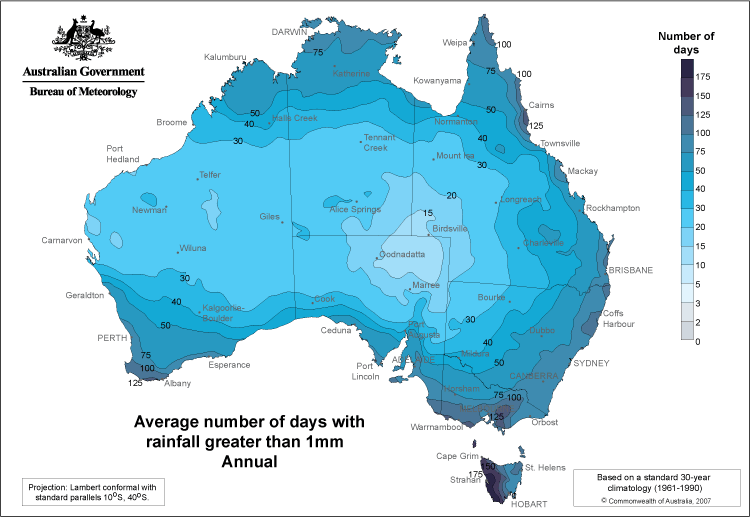 Australian Government
Bureau of Meteorology
DARWIN
75
Katherine
Kalumburu
Weipa
100
75
Kowanyama
100
Cairns
125
50
40
Halls Creek
30
Broome
Normanton
50
40
30
Townsville
Port
Hedland
Tennant
Creek
Mount Isa
Mackay
Telfer
20
Longreach
Rockhampton
Newman
Alice Springs
15
Giles
Birdsville
Carnarvon
Wiluna
Oodnadatta
Charleville
BRISBANE
30
Marree
Geraldton
40
Kalgoorlie-
Boulder
Cook
Bourke
Coffs
Harbour
50
Ceduna
Port
Augusta
30
Dubbo
PERTH
40
75
100
125
Albany
Esperance
Port
Lincoln
ADELAIDE
Mildura
50
SYDNEY
CANBERRA
Horsham
75
100
125
Warrnambool
Orbost
Cape Grim
150
175
Strahan
St. Helens
HOBART
Number of
days
175
150
125
100
75
50
40
30
20
15
10
5
3
2
0
Average number of days with
rainfall greater than 1mm
Annual
Projection: Lambert conformal with
standard parallels 10ºS, 40ºS.
Based on a standard 30-year
climatology (1961-1990)
© Commonwealth of Australia, 2007